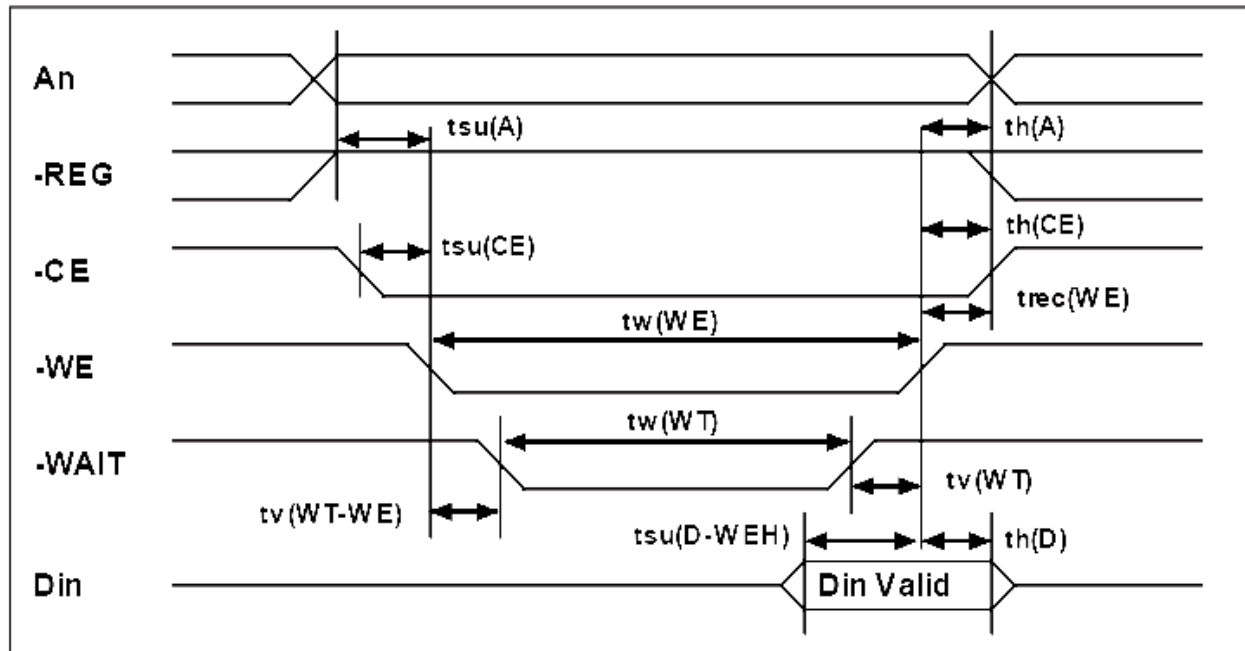 An
tsu(A)
th(A)
-REG
tsu(CE)
th(CE)
-CE
tw(WE)
trec(WE)
-WE
tw(WT)
-WAIT
tv(WT-WE)
tv(WT)
tsu(D-WEH)
th(D)
Din
Din Valid